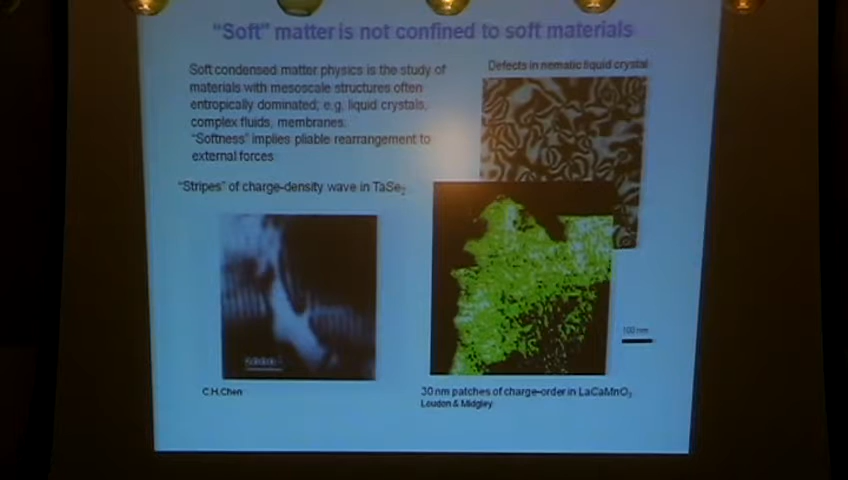 “Soft” matter is not confined to soft materials
Soft condensed matter physics is the study of
materials with mesoscale structures often
entropically dominated; e.g. liquid crystals,
complex fluids, membranes.
“Softness” implies pliable rearrangement to
external forces
Defects in nematic liquid crystal
“Stripes” of charge-density wave in TaSe₂
100 nm
C.H.Chen
30 nm patches of charge-order in LaCaMnO₃
Loudon & Midgley